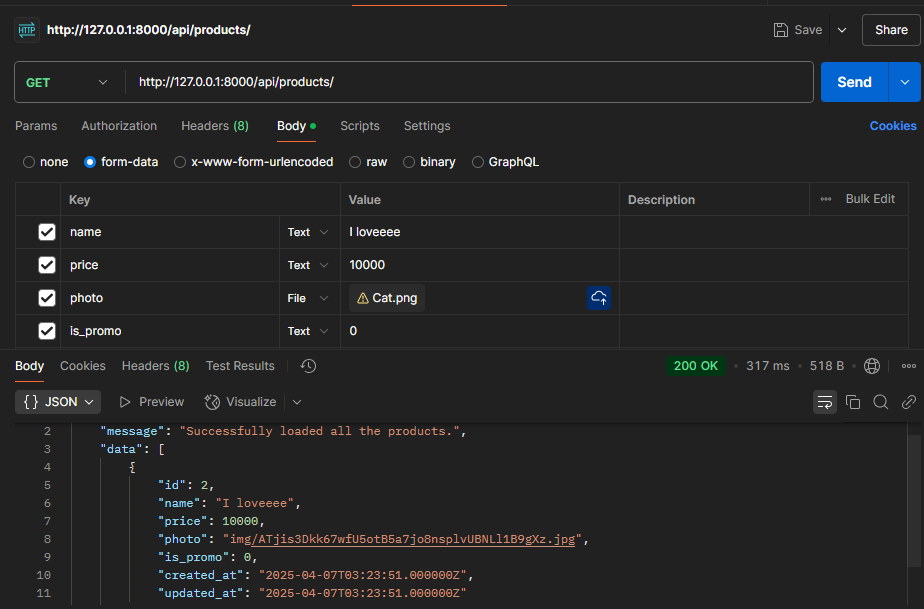 HTTP http://127.0.0.1:8000/api/products/ Save Share
GET http://127.0.0.1:8000/api/products/ Send
Params Authorization Headers (8) Body Scripts Settings Cookies
none form-data x-www-form-urlencoded raw binary GraphQL
Key Value Description Bulk Edit
name Text I loveeee
price Text 10000
photo File Cat.png
is_promo Text 0
Body Cookies Headers (8) Test Results 200 OK 317 ms 518 B
{} JSON Preview Visualize
2 "message": "Successfully loaded all the products.",
3 "data": [
4 {
5 "id": 2,
6 "name": "I loveeee",
7 "price": 10000,
8 "photo": "img/ATjis3Dkk67wfU5otB5a7jo8nsplvUBNLl1B9gXz.jpg",
9 "is_promo": 0,
10 "created_at": "2025-04-07T03:23:51.000000Z",
11 "updated_at": "2025-04-07T03:23:51.000000Z"